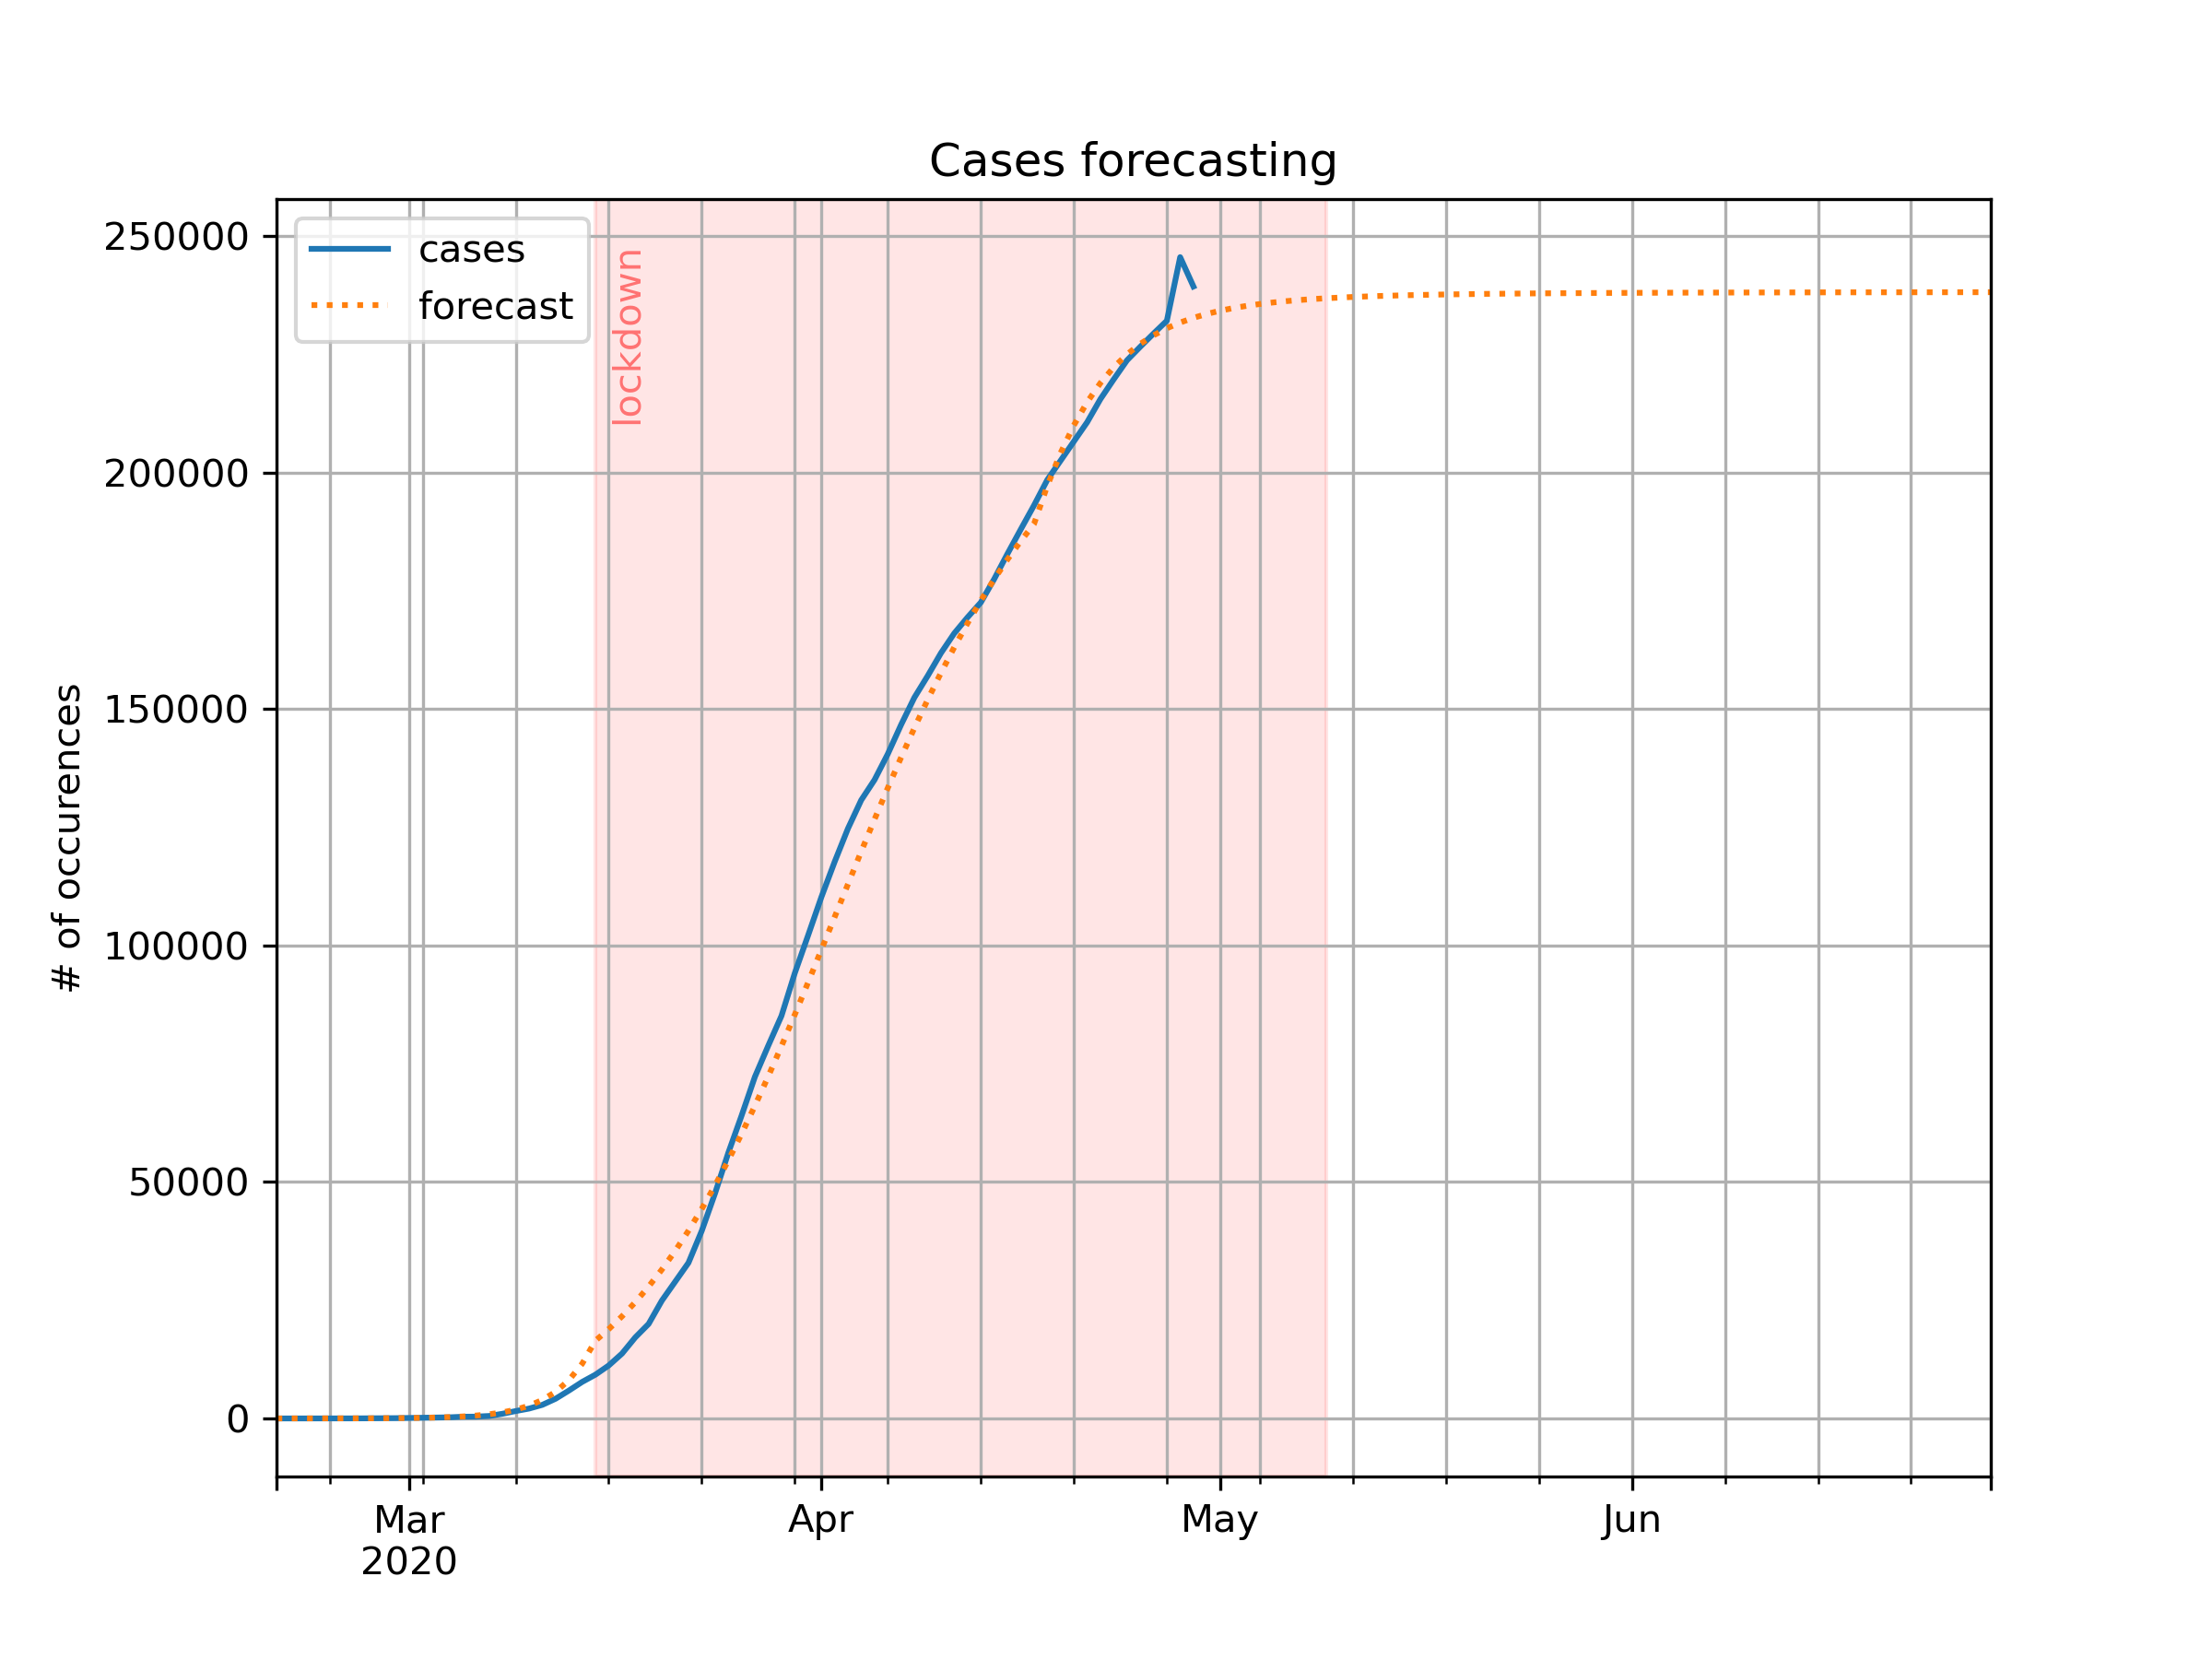 Cases forecasting
cases
forecast
lockdown
# of occurences
250000
200000
150000
100000
50000
0
Mar
2020
Apr
May
Jun